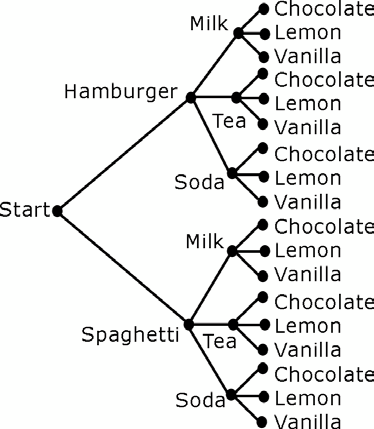 Chocolate
Milk
Lemon
Vanilla
Chocolate
Hamburger
Lemon
Tea
Vanilla
Chocolate
Soda
Lemon
Vanilla
Start
Chocolate
Milk
Lemon
Vanilla
Chocolate
Spaghetti
Lemon
Tea
Vanilla
Chocolate
Soda
Lemon
Vanilla